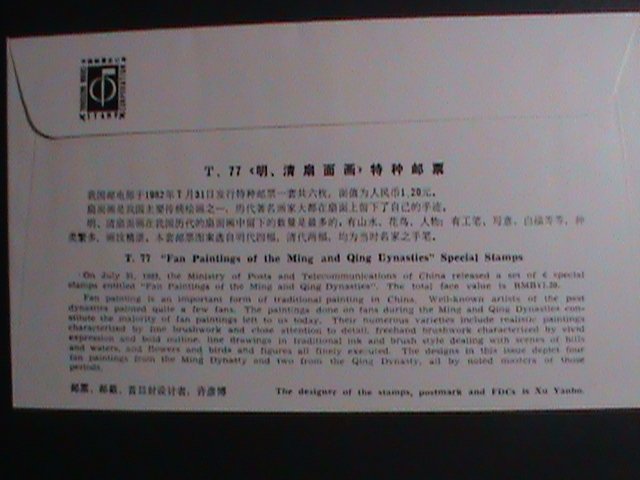 T. 77《明、清扇面画》特种邮票
我国邮电部于1982年7月31日发行特种邮票一套共六枚，面值为人民币1.20元。
扇面画是我国主要传统绘画之一，历代著名画家大都在扇面上留下了自己的手迹。
明、清扇面画在我国历代的扇面画中留下的数量是最多的。有山水、花鸟、人物；有工笔、写意、白描等等，种
类繁多，画技精湛。本套邮票图案选自明代四幅，清代两幅，均为当时名家之手笔。
T. 77 "Fan Paintings of the Ming and Qing Dynasties" Special Stamps
On July 31, 1982, the Ministry of Posts and Telecommunications of China released a set of 6 special
stamps entitled "Fan Paintings of the Ming and Qing Dynasties". The total face value is RMB¥1.20.
Fan painting is an important form of traditional painting in China. Well-known artists of the past
dynasties painted quite a few fans. The paintings done on fans during the Ming and Qing Dynasties con-
stitute the majority of fan paintings left to us today. Their numerous varieties include realistic paintings
characterized by fine brushwork and close attention to detail, freehand brushwork characterized by vivid
expression and bold outline, line drawings in traditional ink and brush style dealing with scenes of hills
and waters, and flowers and birds and figures all finely executed. The designs in this issue depict four
fan paintings from the Ming Dynasty and two from the Qing Dynasty, all by noted masters of those
periods.
邮票、邮戳、首日封设计者：许彦博
The designer of the stamps, postmark and FDCs is Xu Yanbo.